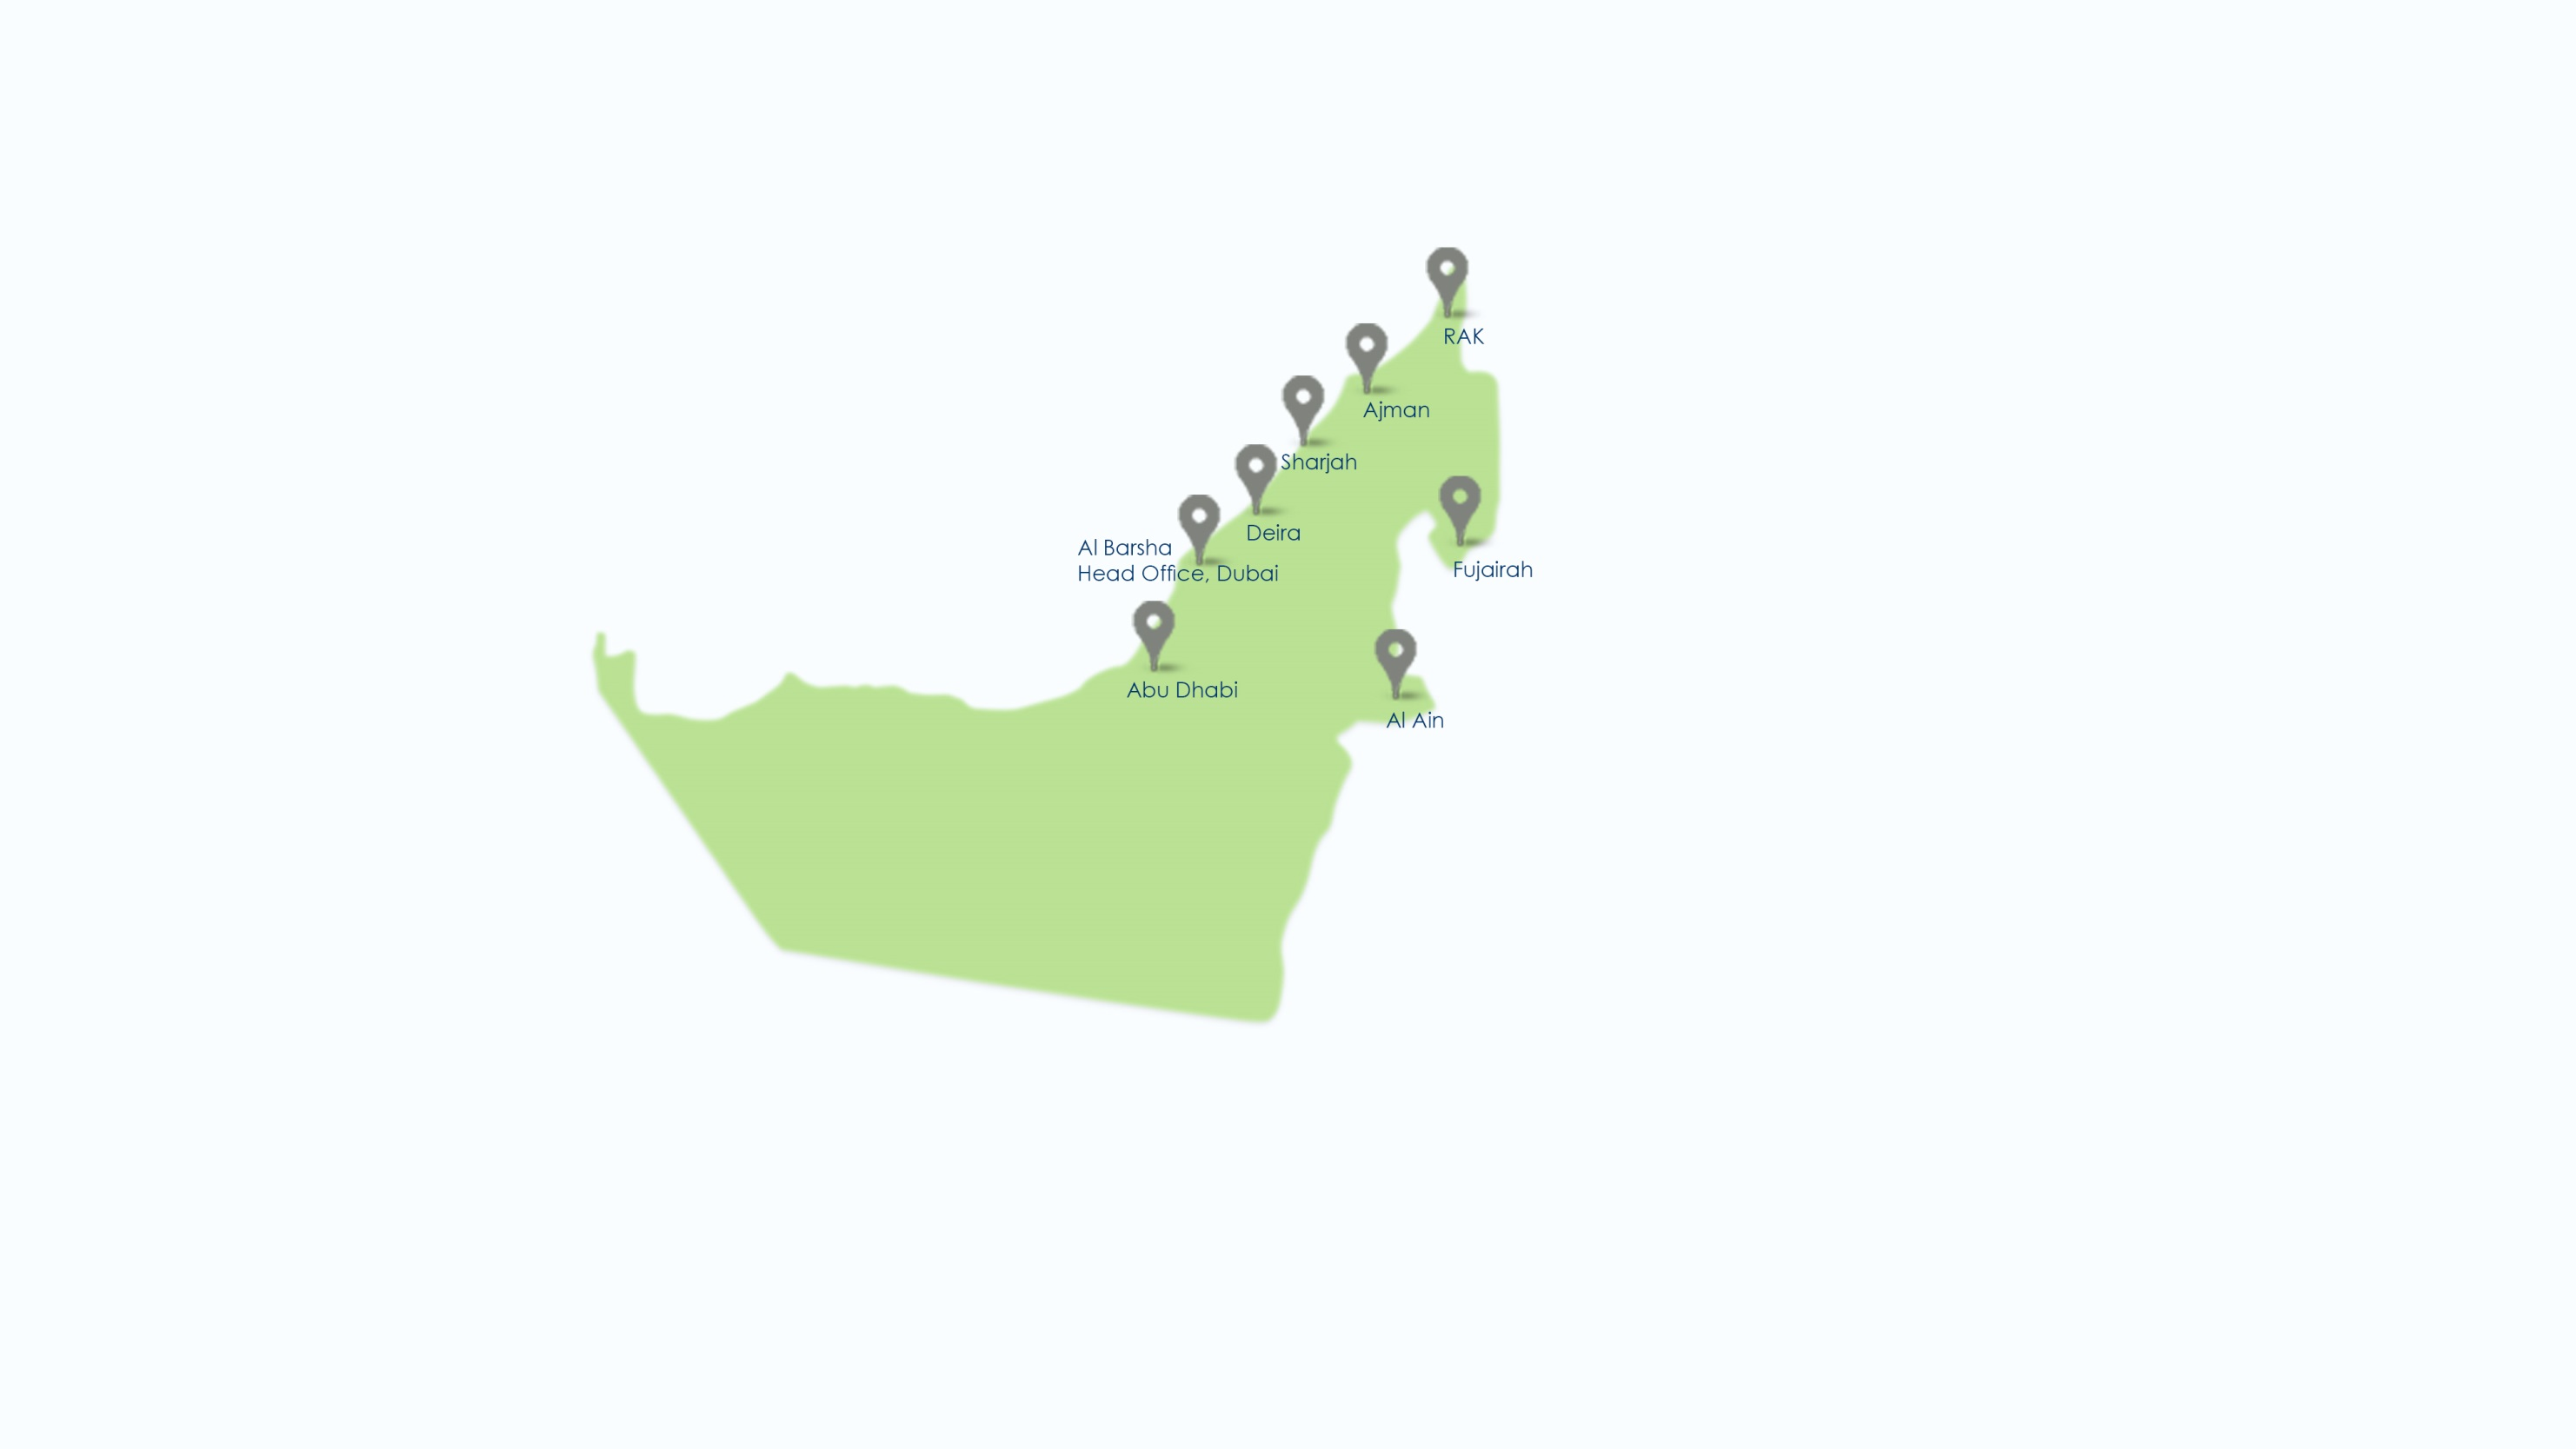 RAK
Ajman
Sharjah
Deira
Al Barsha
Head Office, Dubai
Fujairah
Abu Dhabi
Al Ain